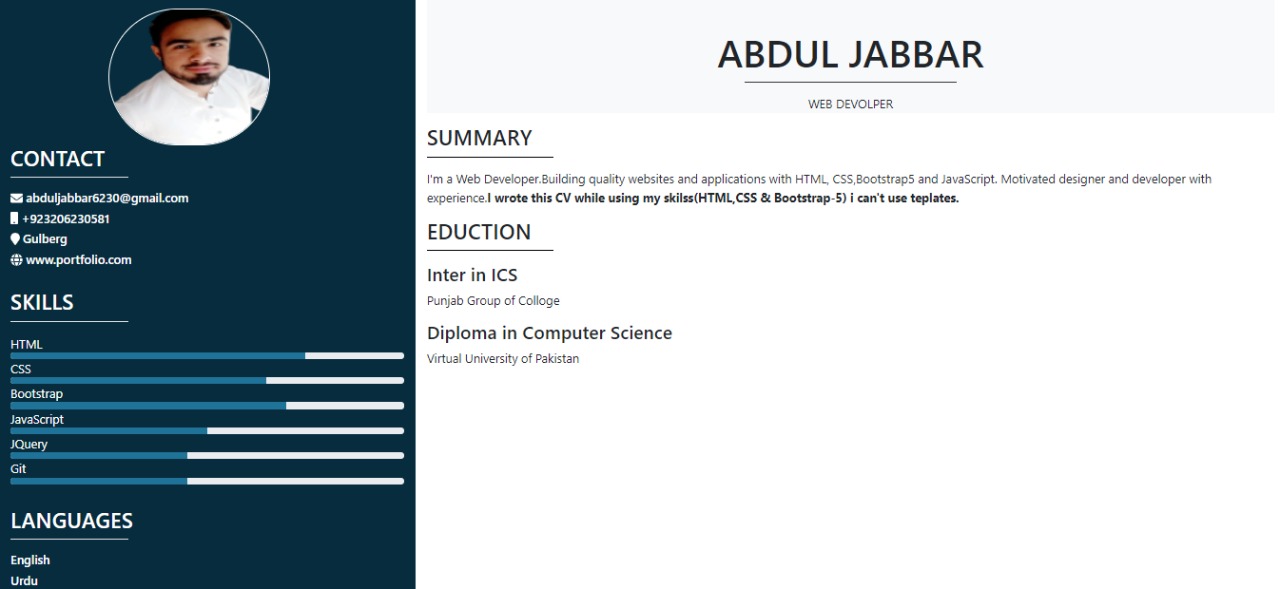 CONTACT
abduljabbar6230@gmail.com
+923206230581
Gulberg
www.portfolio.com
SKILLS
HTML
CSS
Bootstrap
JavaScript
JQuery
Git
LANGUAGES
English
Urdu
ABDUL JABBAR
WEB DEVOLPER
SUMMARY
I'm a Web Developer.Building quality websites and applications with HTML, CSS,Bootstrap5 and JavaScript. Motivated designer and developer with
experience.I wrote this CV while using my skilss(HTML,CSS & Bootstrap-5) i can't use teplates.
EDUCTION
Inter in ICS
Punjab Group of Colloge
Diploma in Computer Science
Virtual University of Pakistan